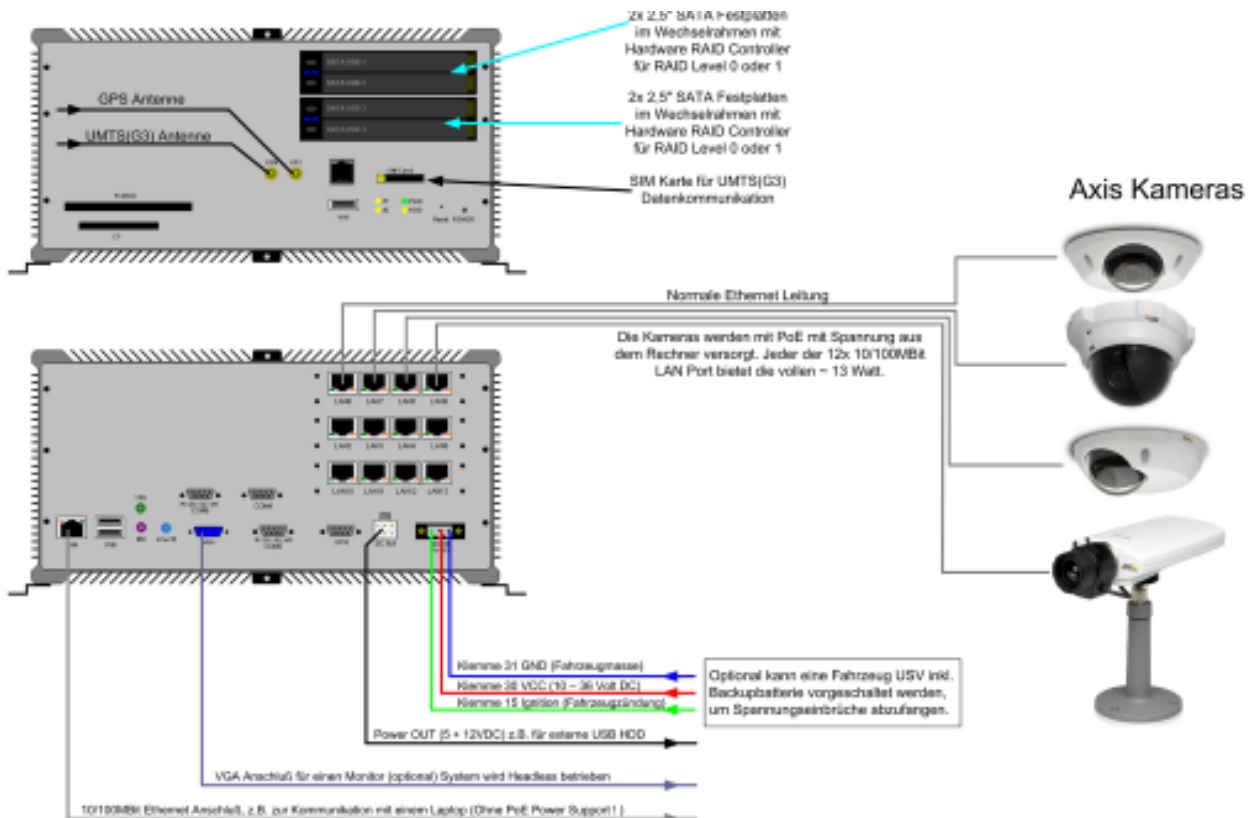 2x 2,5" SATA Festplatten
im Wechselrahmen mit
Hardware RAID Controller
für RAID Level 0 oder 1
GPS Antenne
2x 2,5" SATA Festplatten
im Wechselrahmen mit
Hardware RAID Controller
für RAID Level 0 oder 1
UMTS(G3) Antenne
SIM Karte für UMTS(G3)
Datenkommunikation
Reset POWER
CF
Axis Kameras
Normale Ethernet Leitung
Die Kameras werden mit PoE mit Spannung aus
dem Rechner versorgt. Jeder der 12x 10/100MBit
LAN Port bietet die vollen ~ 13 Watt.
Klemme 31 GND (Fahrzeugmasse)
Klemme 30 VCC (10 – 36 Volt DC)
Klemme 15 Ignition (Fahrzeugzündung)
Optional kann eine Fahrzeug USV inkl.
Backupbatterie vorgeschaltet werden,
um Spannungseinbrüche abzufangen.
Power OUT (5 + 12VDC) z.B. für externe USB HDD
VGA Anschluß für einen Monitor (optional) System wird Headless betrieben
10/100MBit Ethernet Anschluß, z.B. zur Kommunikation mit einem Laptop (Ohne PoE Power Support ! )